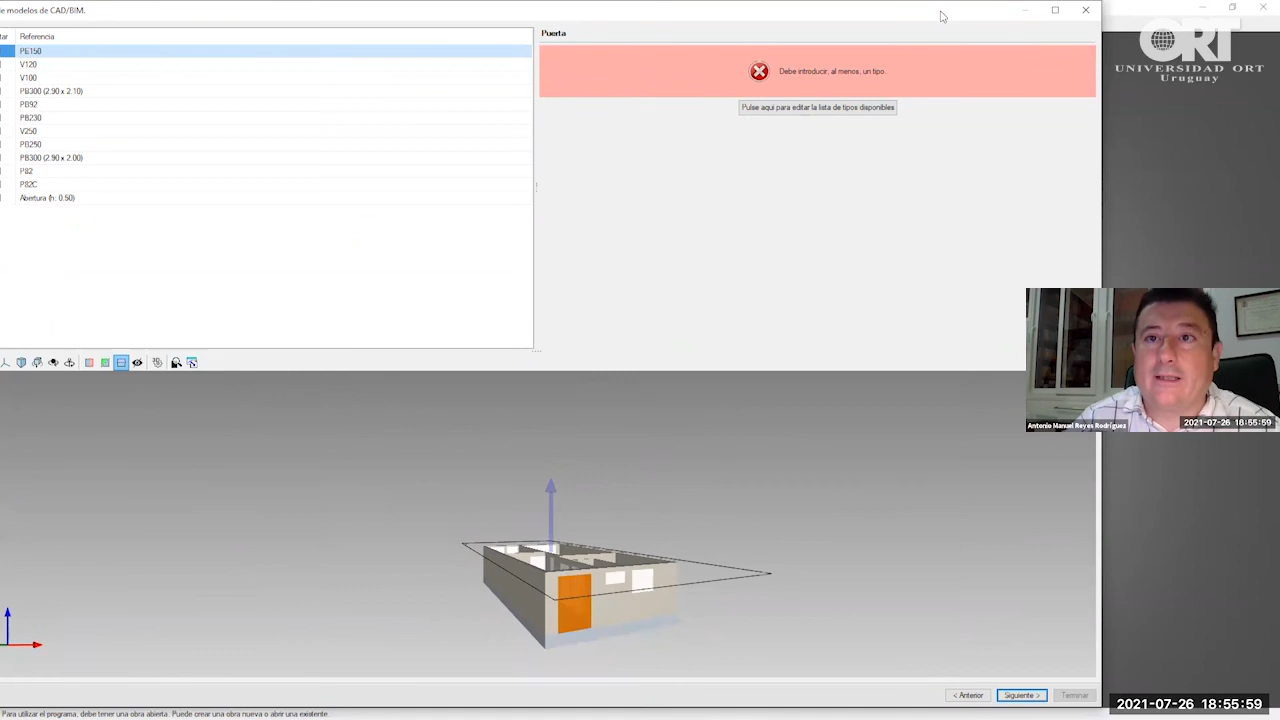 de modelos de CAD/BIM.
tar
Referencia
PE150
V120
V100
PB300 (2.90 x 2.10)
PB92
PB230
V250
PB250
PB300 (2.90 x 2.00)
P82
P82C
Abertura (h: 0.50)
Puerta
Debe introducir, al menos, un tipo.
Pulse aquí para editar la lista de tipos disponibles
ORT
UNIVERSIDAD ORT
Uruguay
Antonio Manuel Reyes Rodríguez
2021-07-26 18:55:59
< Anterior
Siguiente >
Terminar
Para utilizar el programa, debe tener una obra abierta. Puede crear una obra nueva o abrir una existente.
2021-07-26 18:55:59